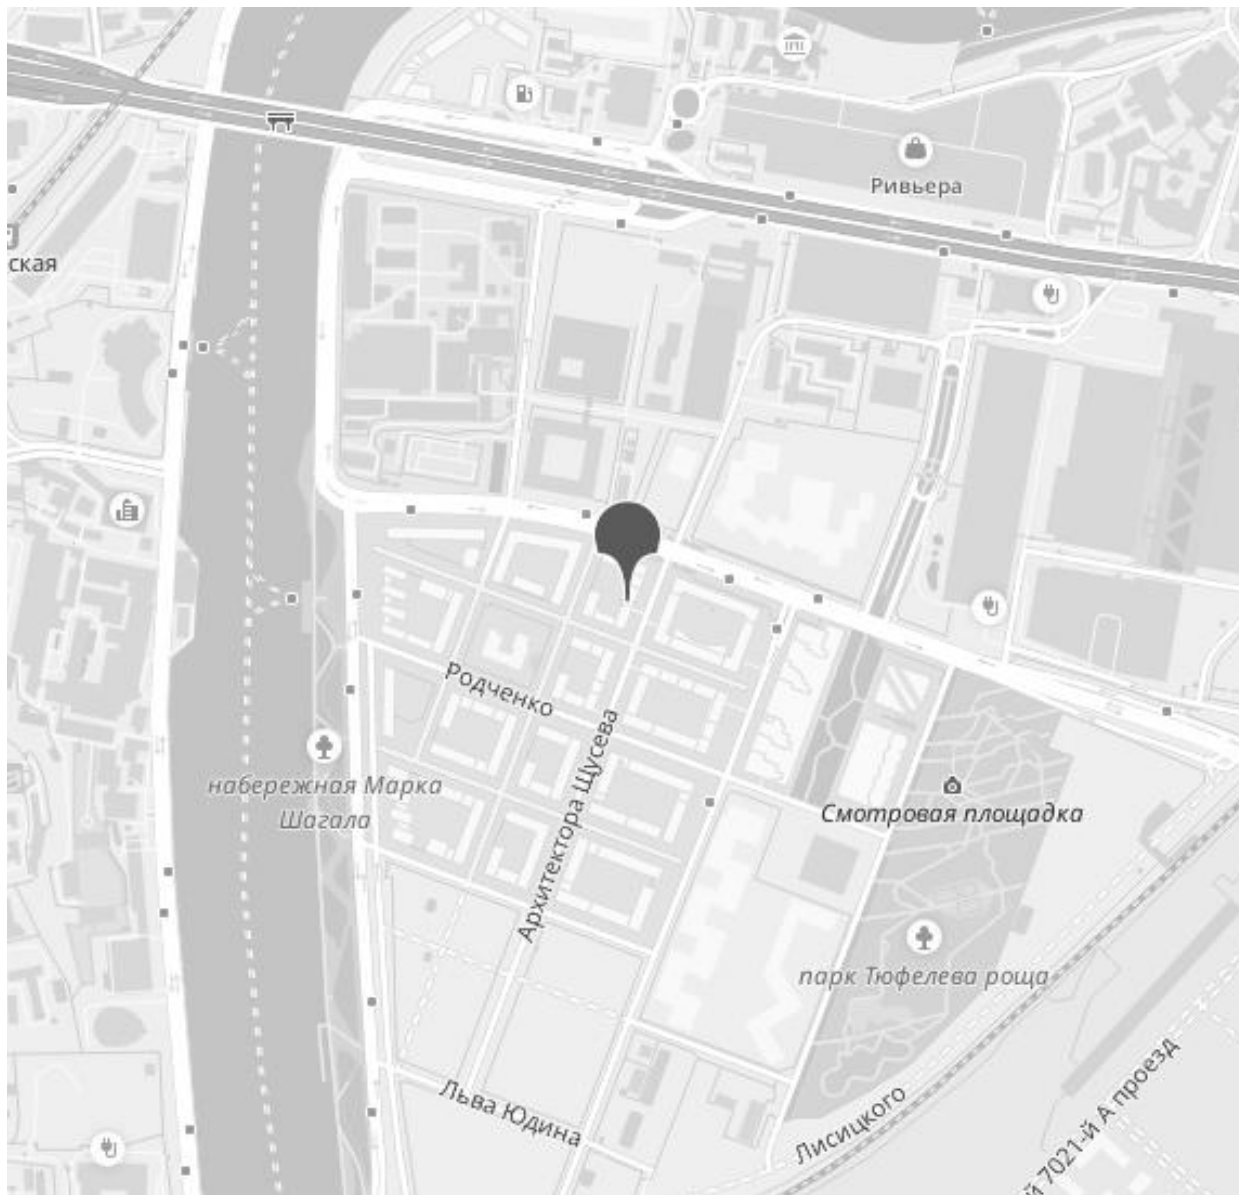 Ривьера
ская
Родченко
Архитектора Щусева
набережная Марка
Шагала
Смотровая площадка
парк Тюфелева роща
Льва Юдина
Лисицкого
й 7021-й А проезд